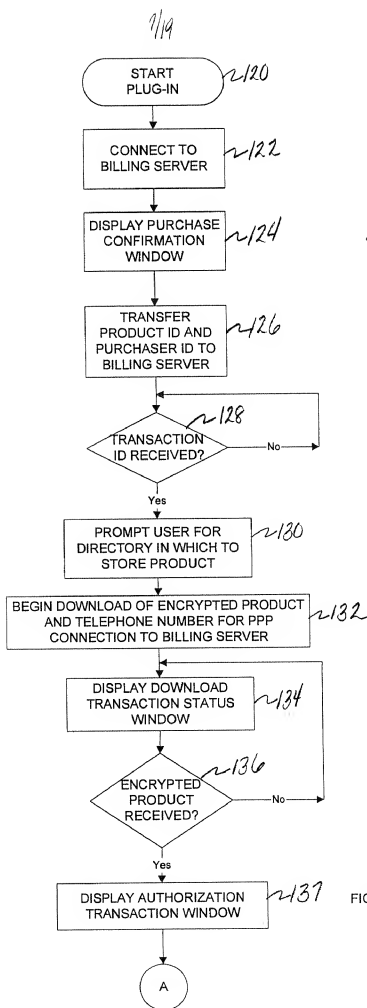 7/19
START
PLUG-IN
120
CONNECT TO
BILLING SERVER
122
DISPLAY PURCHASE
CONFIRMATION
WINDOW
124
TRANSFER
PRODUCT ID AND
PURCHASER ID TO
BILLING SERVER
126
128
TRANSACTION
ID RECEIVED?
No
Yes
PROMPT USER FOR
DIRECTORY IN WHICH TO
STORE PRODUCT
130
BEGIN DOWNLOAD OF ENCRYPTED PRODUCT
AND TELEPHONE NUMBER FOR PPP
CONNECTION TO BILLING SERVER
132
DISPLAY DOWNLOAD
TRANSACTION STATUS
WINDOW
134
136
ENCRYPTED
PRODUCT
RECEIVED?
No
Yes
DISPLAY AUTHORIZATION
TRANSACTION WINDOW
137
A